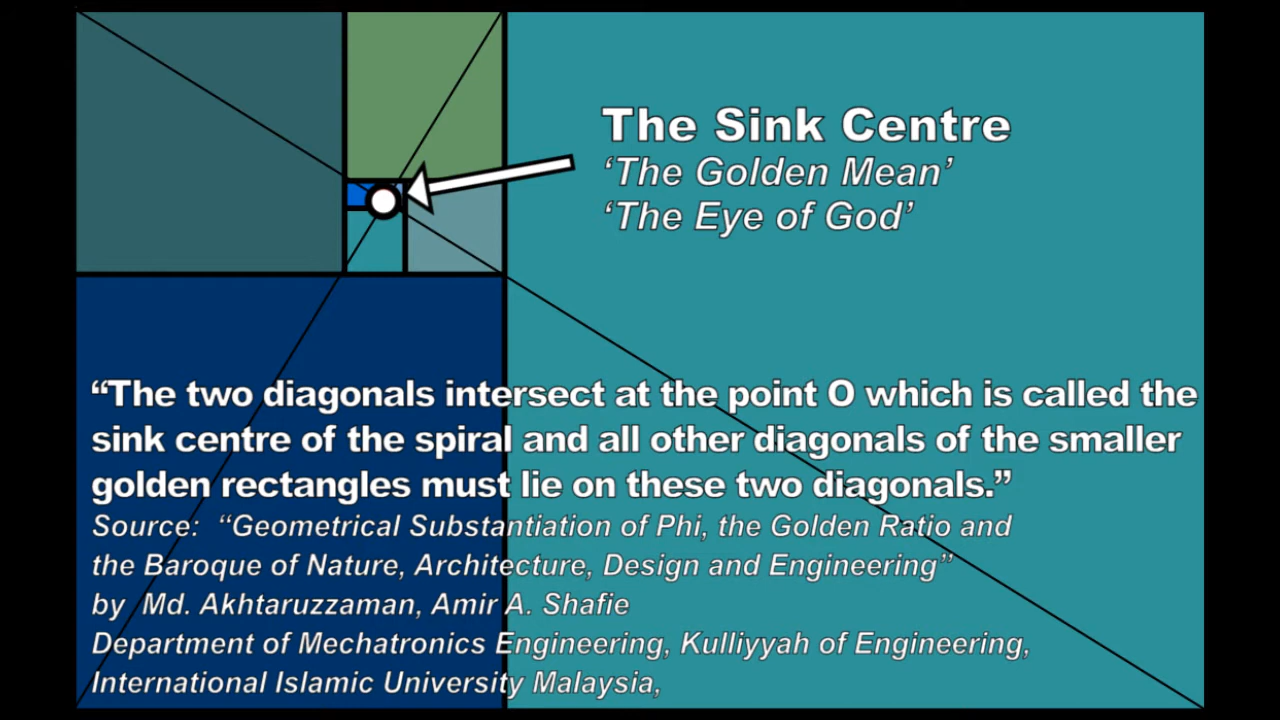 The Sink Centre
‘The Golden Mean’
‘The Eye of God’
“The two diagonals intersect at the point O which is called the
sink centre of the spiral and all other diagonals of the smaller
golden rectangles must lie on these two diagonals.”
Source:  “Geometrical Substantiation of Phi, the Golden Ratio and
the Baroque of Nature, Architecture, Design and Engineering”
by  Md. Akhtaruzzaman, Amir A. Shafie
Department of Mechatronics Engineering, Kulliyyah of Engineering,
International Islamic University Malaysia,